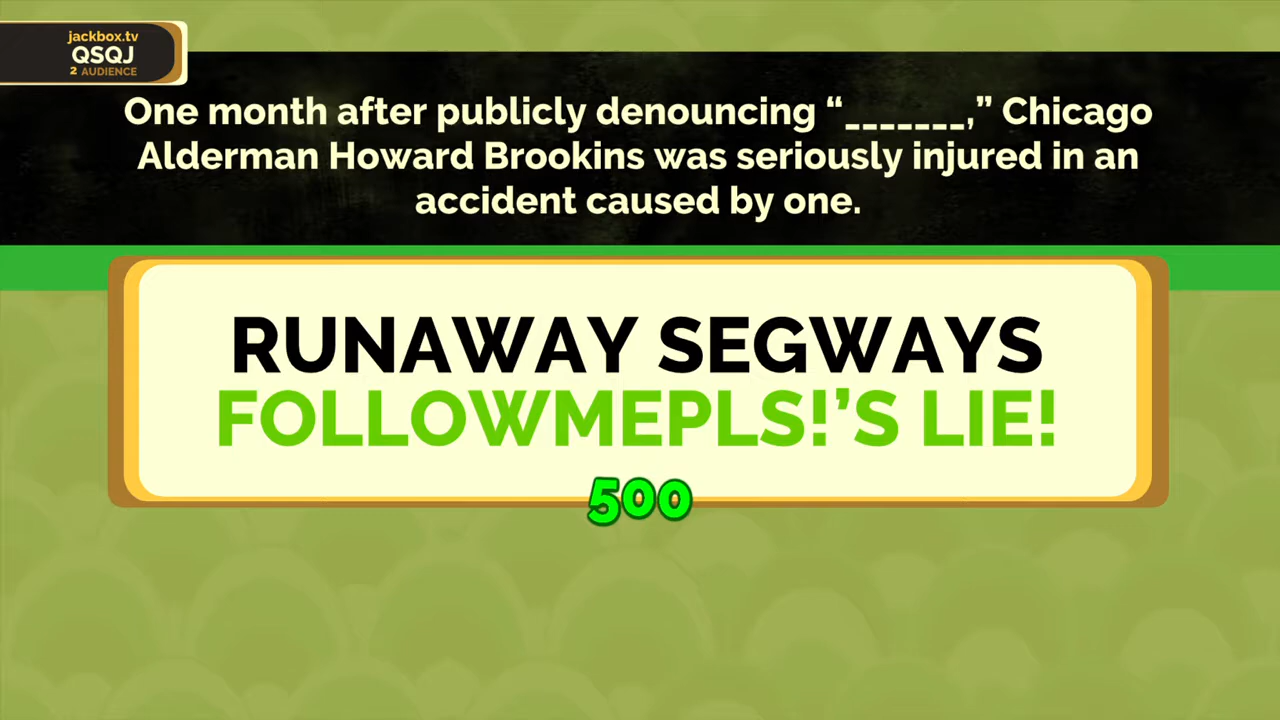 jackbox.tv
QSQJ
2 AUDIENCE
One month after publicly denouncing “_______,” Chicago
Alderman Howard Brookins was seriously injured in an
accident caused by one.
RUNAWAY SEGWAYS
FOLLOWMEPLS!’S LIE!
500